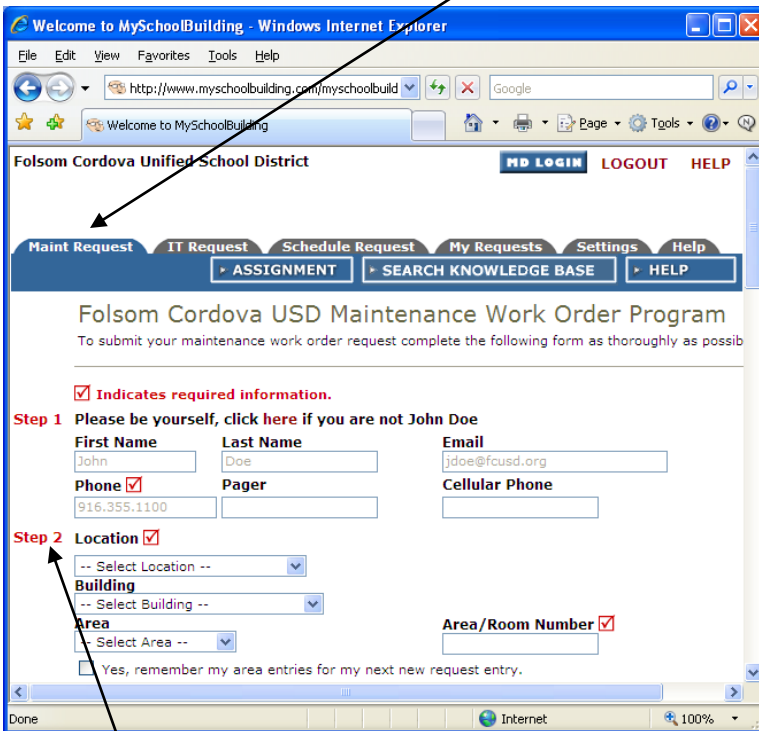 Welcome to MySchoolBuilding - Windows Internet Explorer
File Edit View Favorites Tools Help
http://www.myschoolbuilding.com/myschoolbuild Google
Welcome to MySchoolBuilding Page Tools
Folsom Cordova Unified School District MD LOGIN LOGOUT HELP
Maint Request IT Request Schedule Request My Requests Settings Help
ASSIGNMENT SEARCH KNOWLEDGE BASE HELP
Folsom Cordova USD Maintenance Work Order Program
To submit your maintenance work order request complete the following form as thoroughly as possib
Indicates required information.
Step 1 Please be yourself, click here if you are not John Doe
First Name Last Name Email
John Doe jdoe@fcusd.org
Phone Pager Cellular Phone
916.355.1100
Step 2 Location
-- Select Location --
Building
-- Select Building --
Area Area/Room Number
-- Select Area --
Yes, remember my area entries for my next new request entry.
Done Internet 100%